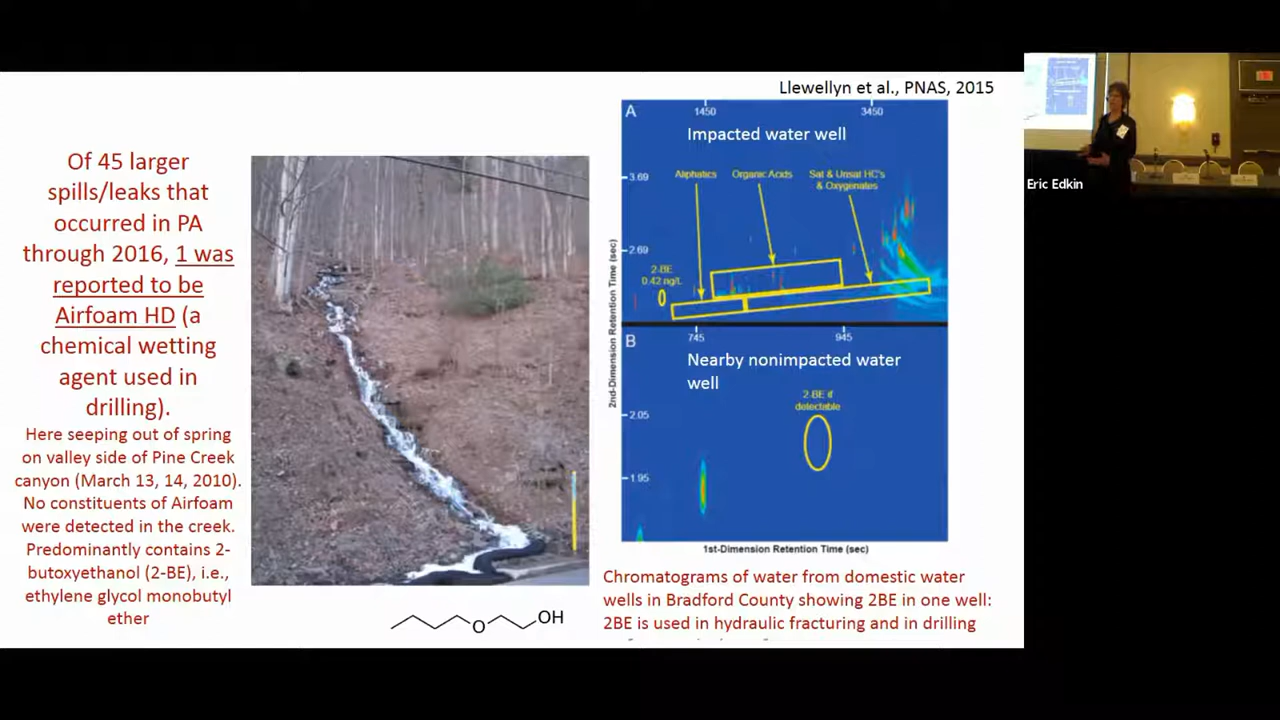 Llewellyn et al., PNAS, 2015
Of 45 larger
spills/leaks that
occurred in PA
through 2016, 1 was
reported to be
Airfoam HD (a
chemical wetting
agent used in
drilling).
Here seeping out of spring
on valley side of Pine Creek
canyon (March 13, 14, 2010).
No constituents of Airfoam
were detected in the creek.
Predominantly contains 2-
butoxyethanol (2-BE), i.e.,
ethylene glycol monobutyl
ether
O
OH
A
1450
3450
Impacted water well
Aliphatics
Organic Acids
Sat & Unsat HC's
& Oxygenates
3.69
2.69
2-BE
0.42 ng/L
B
745
945
Nearby nonimpacted water
well
2-BE if
detectable
2.05
1.95
2nd-Dimension Retention Time (sec)
1st-Dimension Retention Time (sec)
Chromatograms of water from domestic water
wells in Bradford County showing 2BE in one well:
2BE is used in hydraulic fracturing and in drilling
Eric Edkin